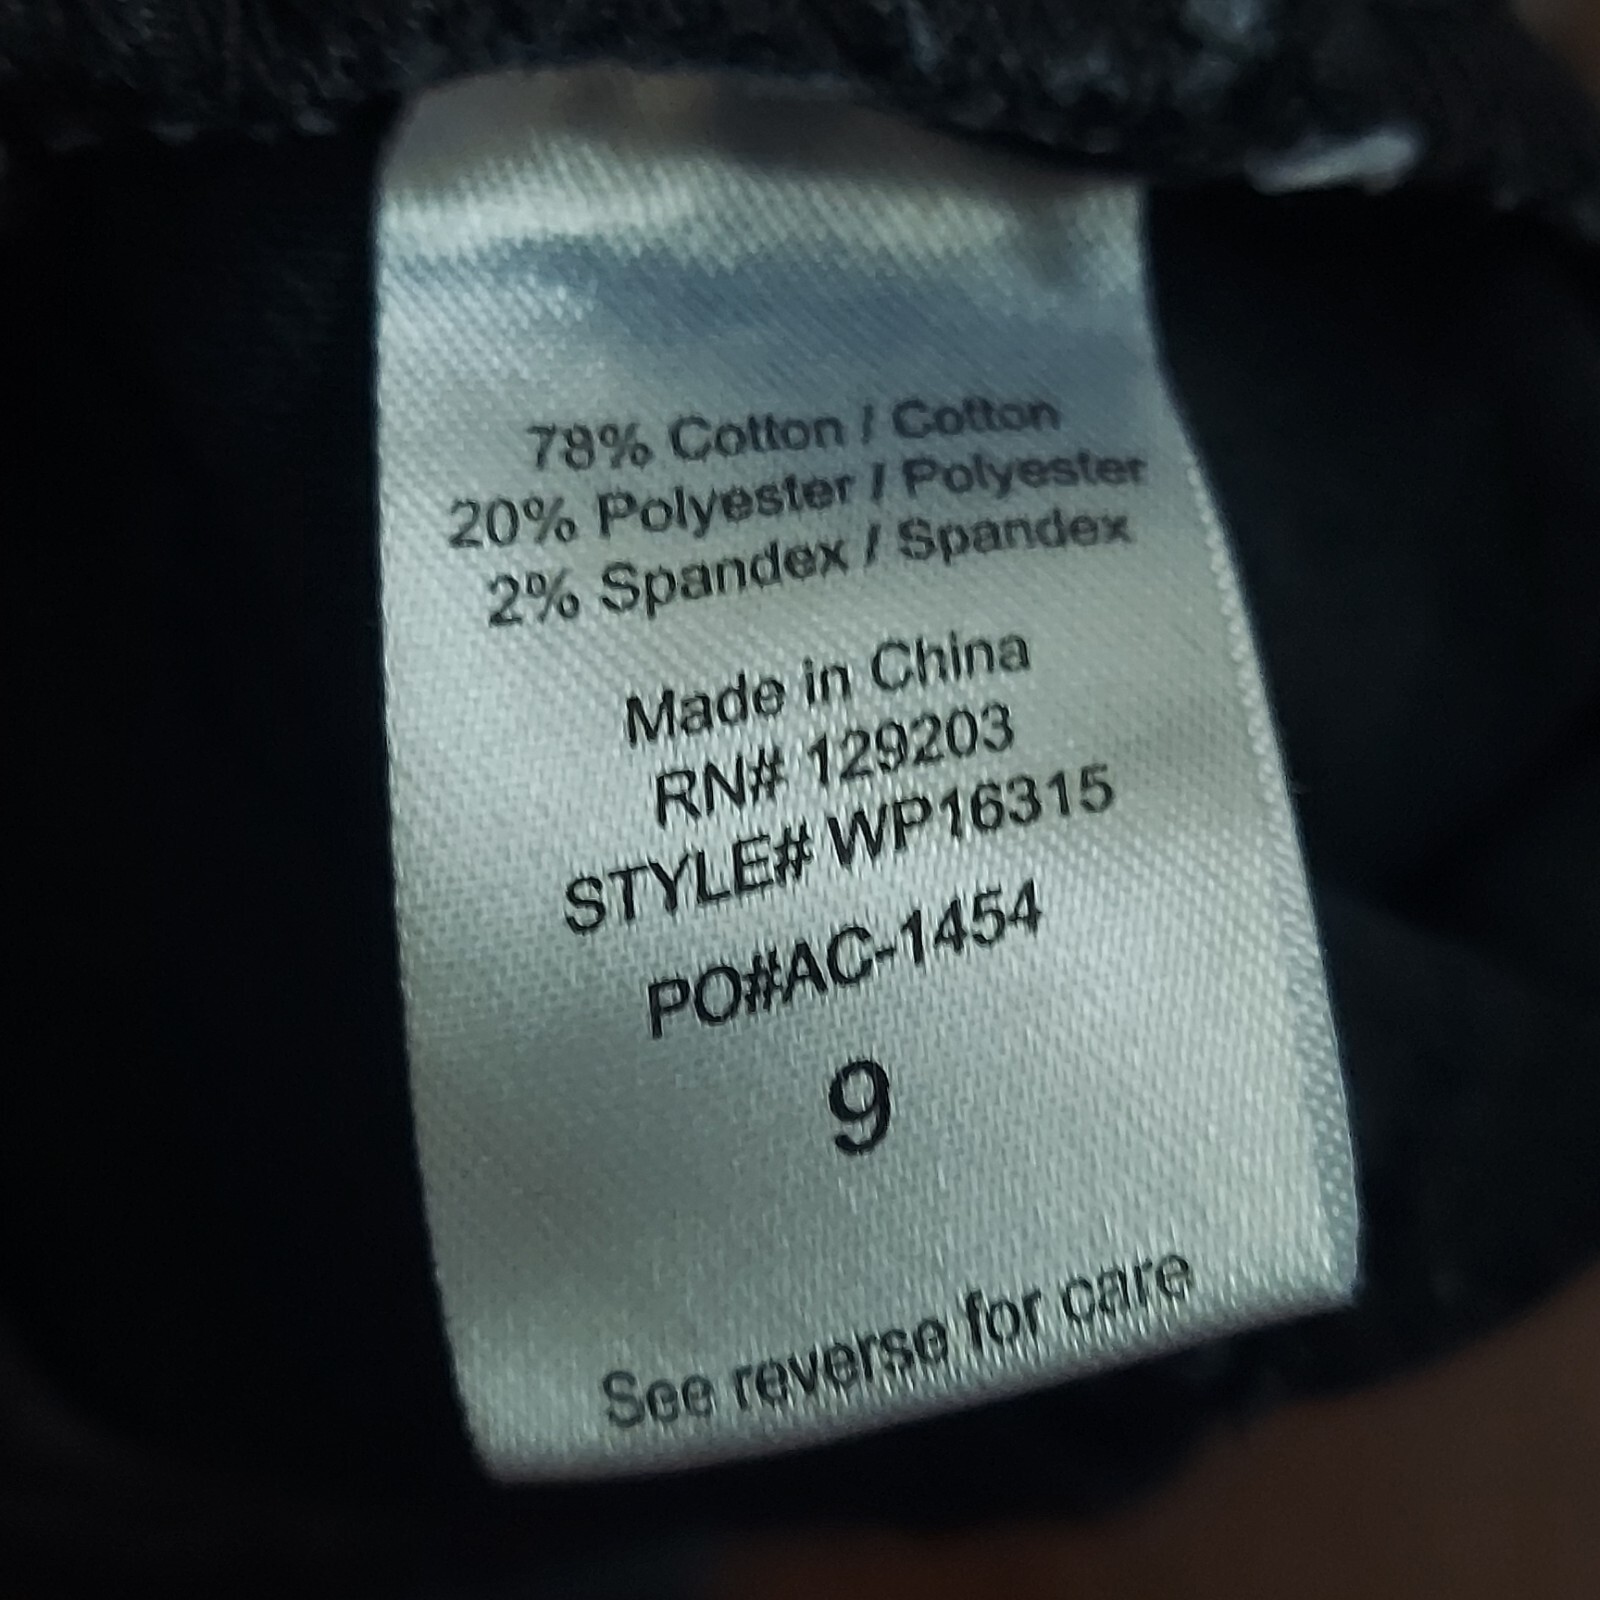 78% Cotton / Cotton
20% Polyester / Polyester
2% Spandex / Spandex
Made in China
RN# 129203
STYLE# WP16315
PO#AC-1454
9
See reverse for care